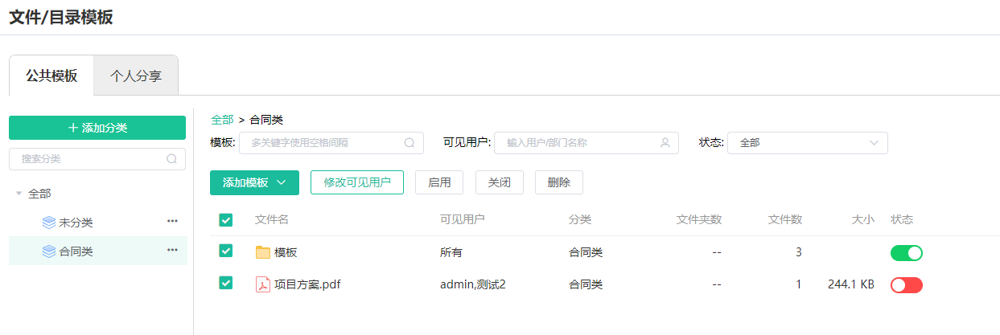 文件/目录模板
公共模板 个人分享
+ 添加分类
搜索分类
全部
未分类 •••
合同类 •••
全部 > 合同类
模板: 多关键字使用空格间隔 可见用户: 输入用户/部门名称 状态: 全部
添加模板 修改可见用户 启用 关闭 删除
文件名 可见用户 分类 文件夹数 文件数 大小 状态
模板 所有 合同类 -- 3
项目方案.pdf admin,测试2 合同类 -- 1 244.1 KB